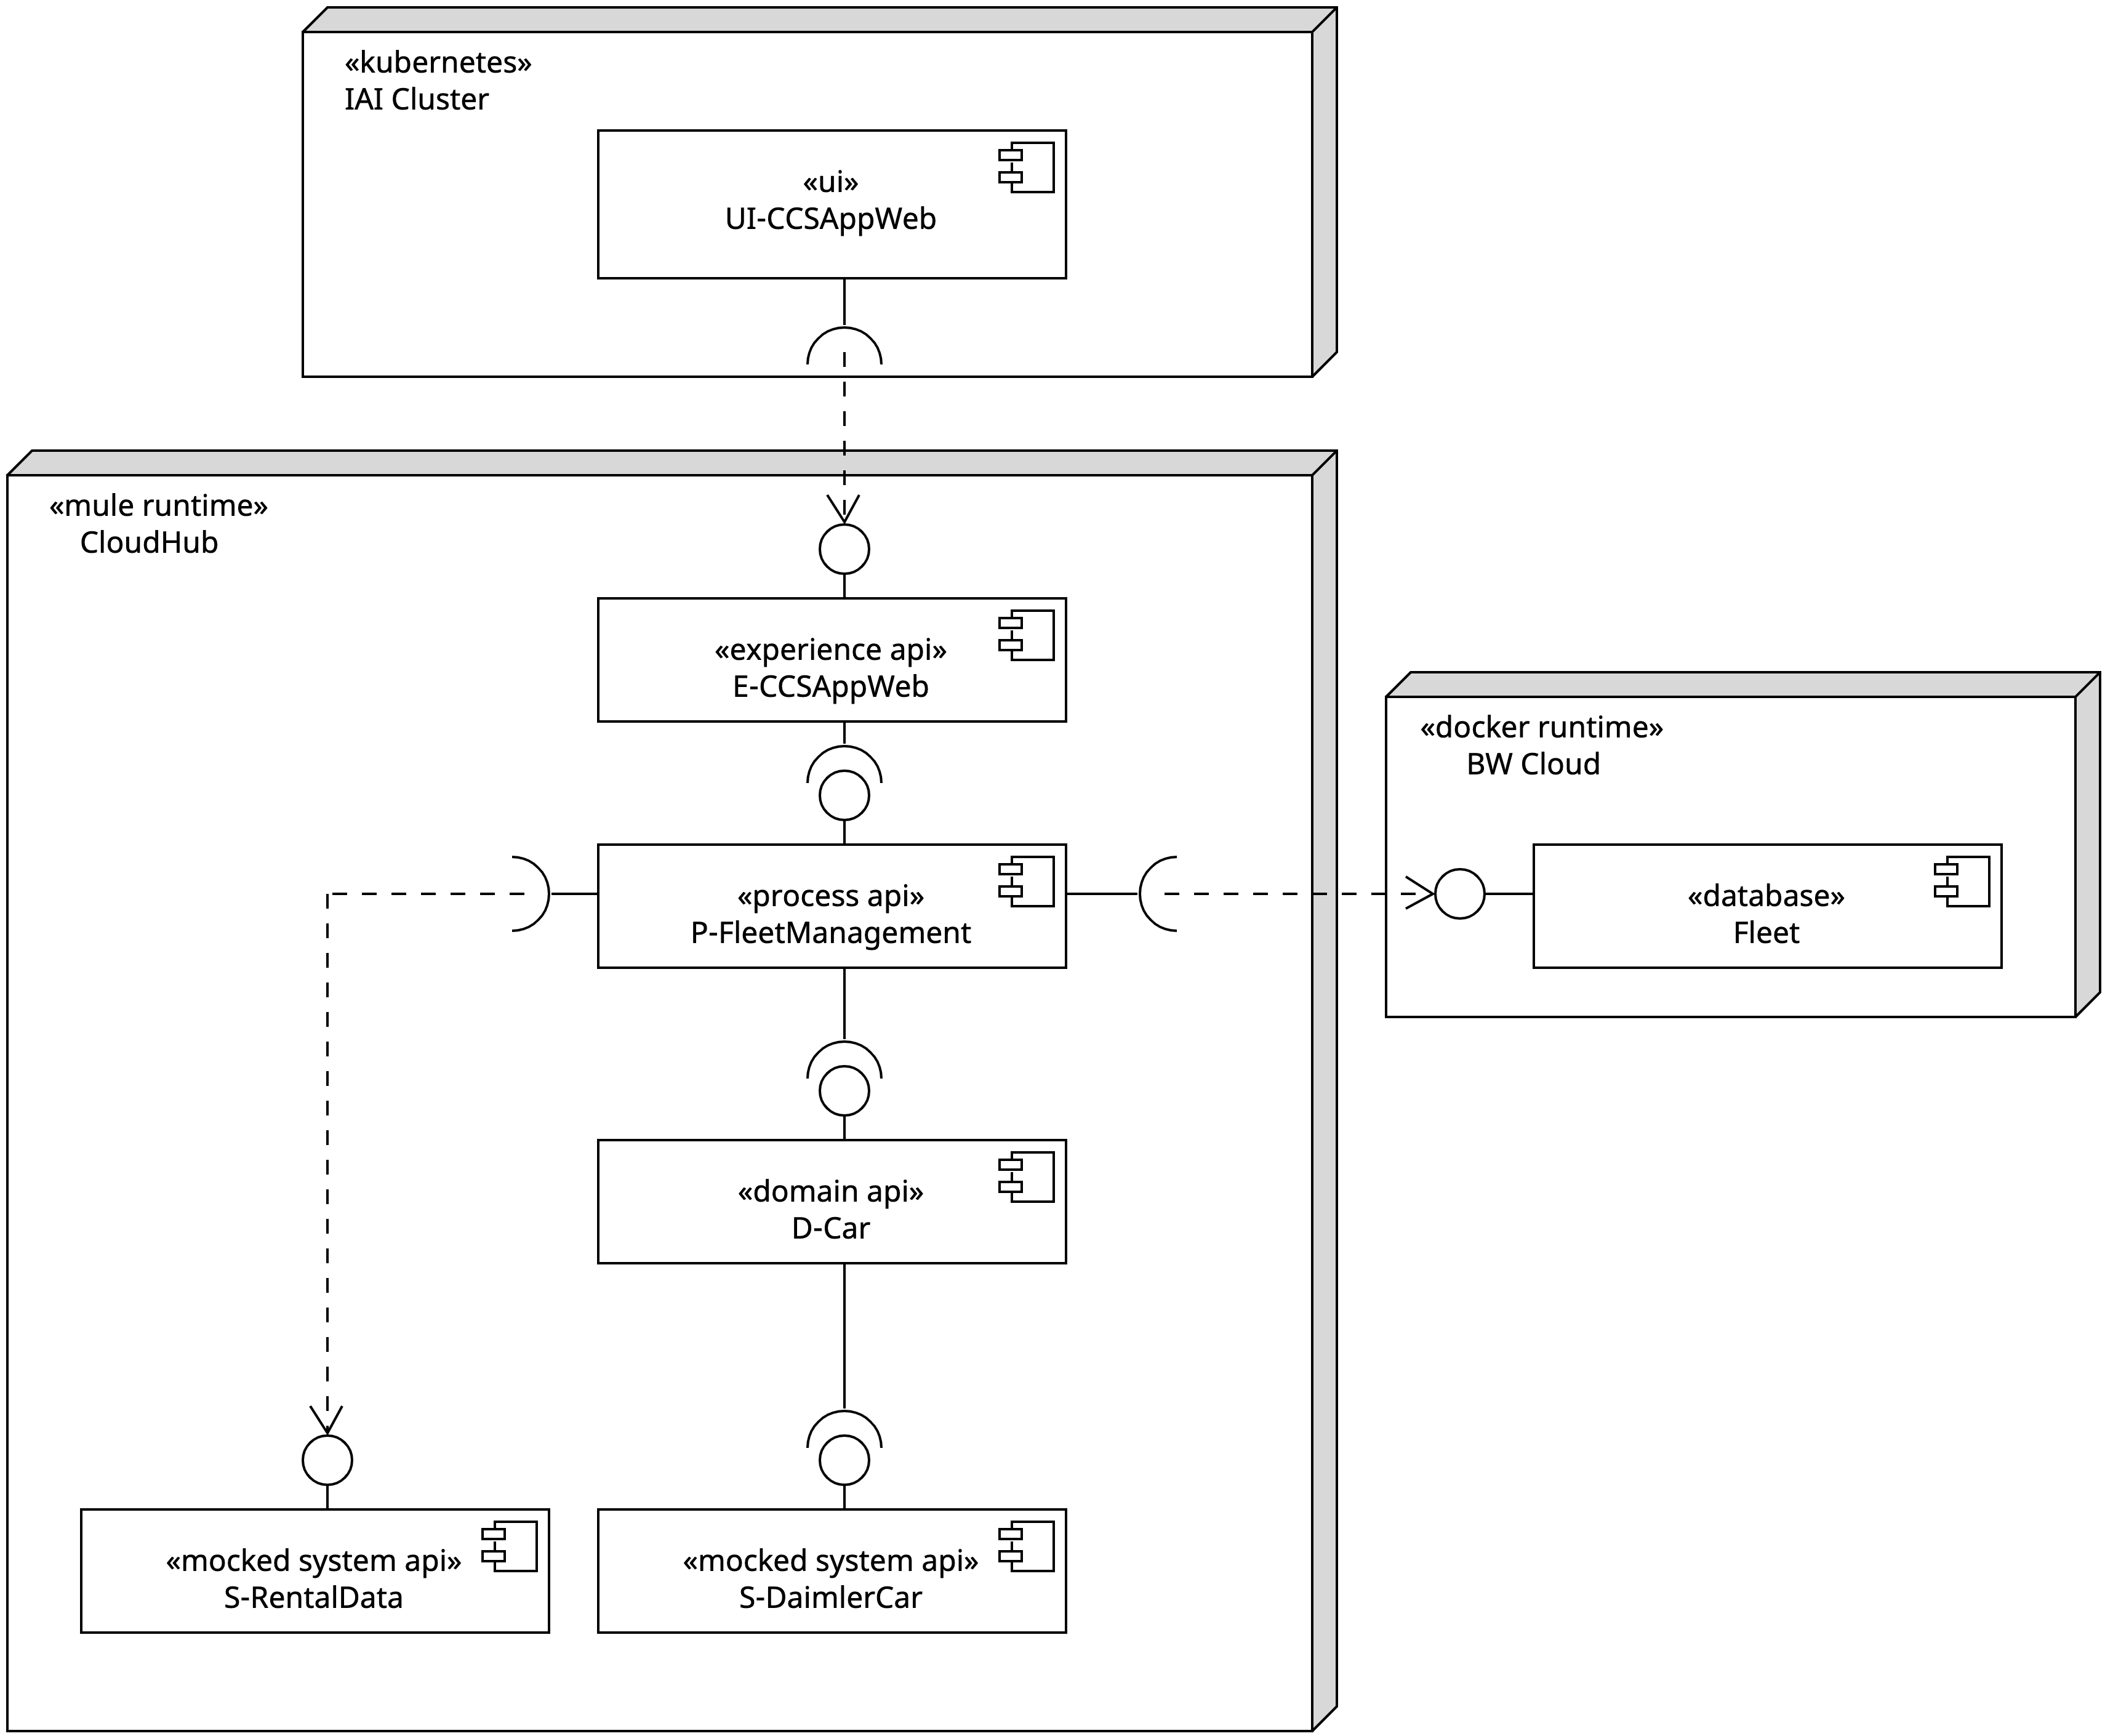 «kubernetes»
IAI Cluster
«ui»
UI-CCSAppWeb
«mule runtime»
CloudHub
«experience api»
E-CCSAppWeb
«docker runtime»
BW Cloud
«process api»
P-FleetManagement
«database»
Fleet
«domain api»
D-Car
«mocked system api»
S-RentalData
«mocked system api»
S-DaimlerCar